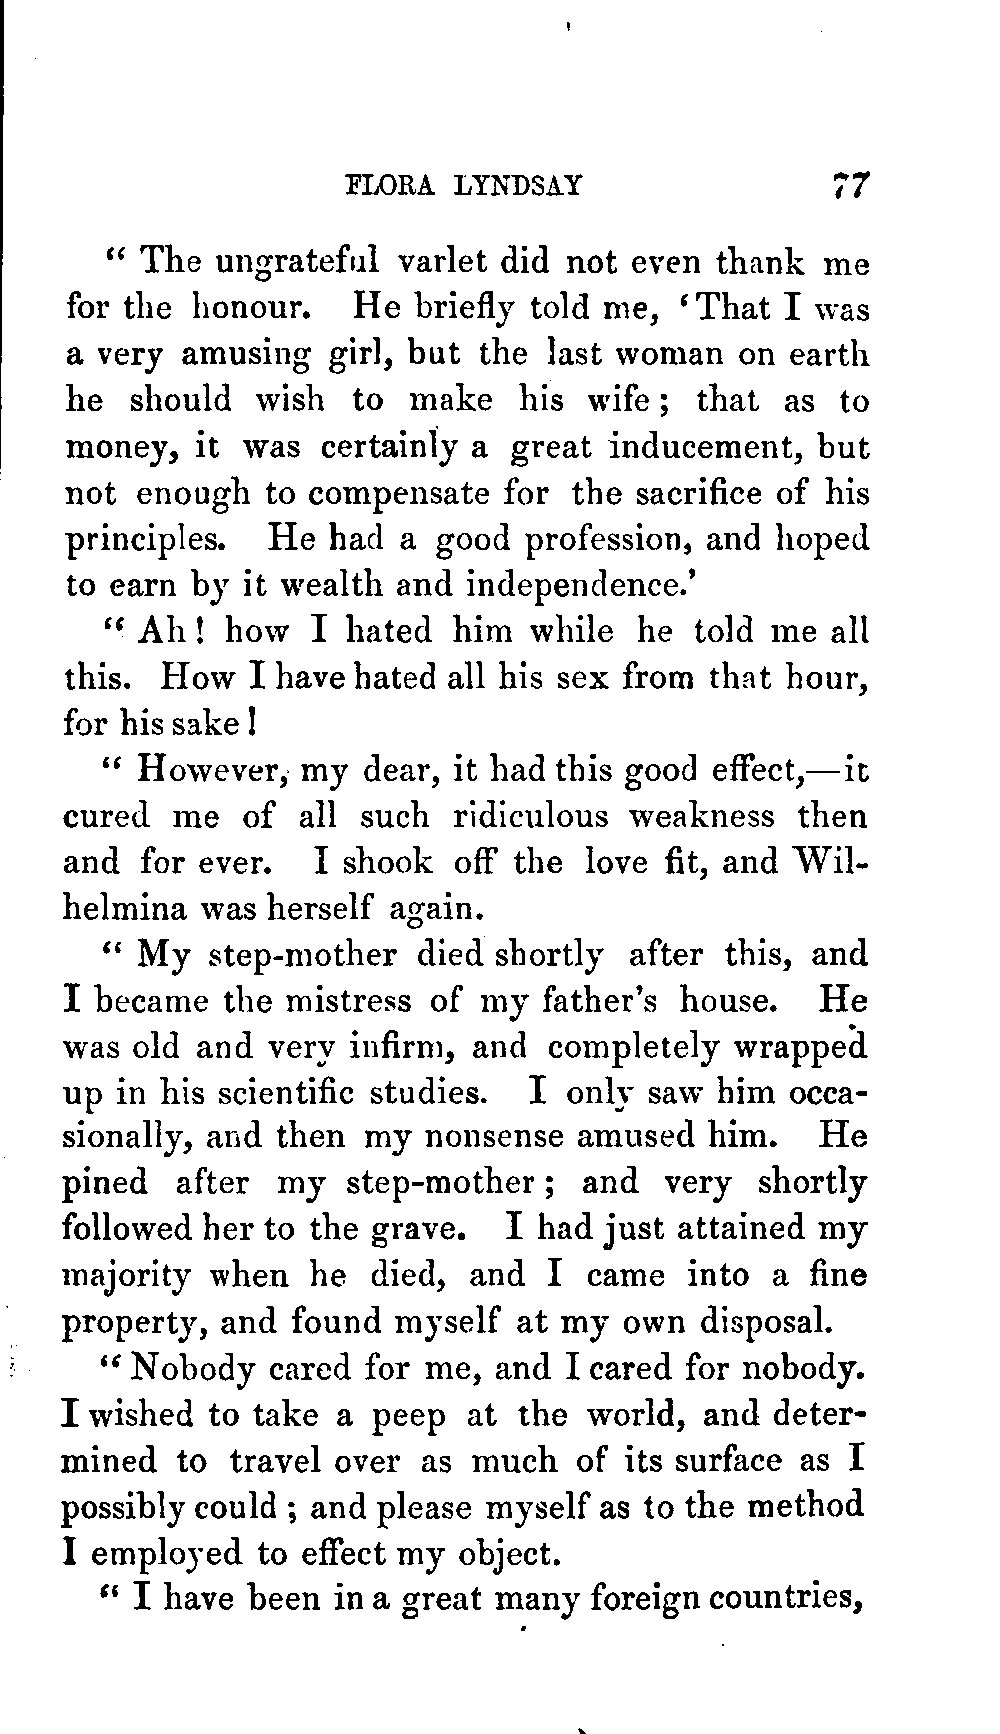 FLORA LYNDSAY 77
“ The ungrateful varlet did not even thank me
for the honour. He briefly told me, ‘That I was
a very amusing girl, but the last woman on earth
he should wish to make his wife ; that as to
money, it was certainly a great inducement, but
not enough to compensate for the sacrifice of his
principles. He had a good profession, and hoped
to earn by it wealth and independence.’
“ Ah ! how I hated him while he told me all
this. How I have hated all his sex from that hour,
for his sake !
“ However, my dear, it had this good effect,—it
cured me of all such ridiculous weakness then
and for ever. I shook off the love fit, and Wil-
helmina was herself again.
“ My step-mother died shortly after this, and
I became the mistress of my father’s house. He
was old and very infirm, and completely wrapped
up in his scientific studies. I only saw him occa-
sionally, and then my nonsense amused him. He
pined after my step-mother ; and very shortly
followed her to the grave. I had just attained my
majority when he died, and I came into a fine
property, and found myself at my own disposal.
“ Nobody cared for me, and I cared for nobody.
I wished to take a peep at the world, and deter-
mined to travel over as much of its surface as I
possibly could ; and please myself as to the method
I employed to effect my object.
“ I have been in a great many foreign countries,